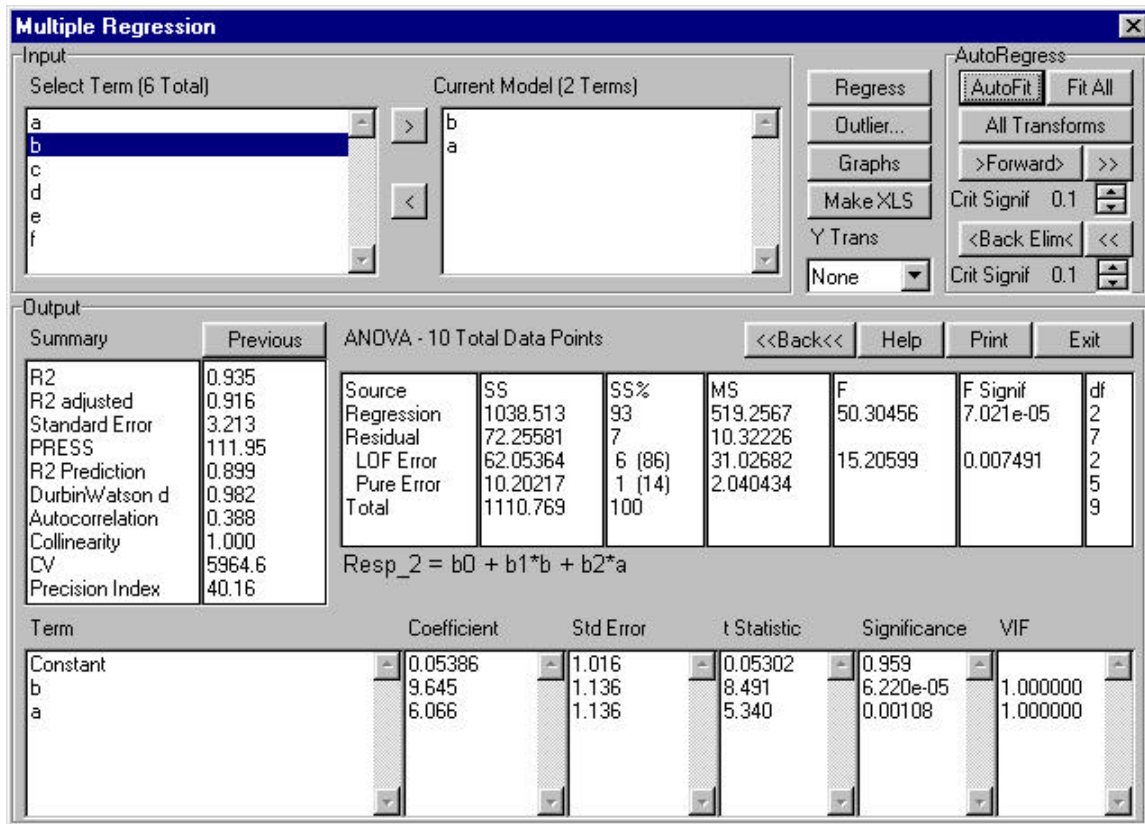 Multiple Regression
Input
Select Term (6 Total)
a
b
c
d
e
f
>
<
Current Model (2 Terms)
b
a
Regress
Outlier...
Graphs
Make XLS
Y Trans
None
AutoRegress
AutoFit Fit All
All Transforms
>Forward> >>
Crit Signif 0.1
<Back Elim< <<
Crit Signif 0.1
Output
Summary Previous
R2 0.935
R2 adjusted 0.916
Standard Error 3.213
PRESS 111.95
R2 Prediction 0.899
DurbinWatson d 0.982
Autocorrelation 0.388
Collinearity 1.000
CV 5964.6
Precision Index 40.16
ANOVA - 10 Total Data Points <<Back<< Help Print Exit
Source SS SS% MS F F Signif df
Regression 1038.513 93 519.2567 50.30456 7.021e-05 2
Residual 72.25581 7 10.32226 7
LOF Error 62.05364 6 (86) 31.02682 15.20599 0.007491 2
Pure Error 10.20217 1 (14) 2.040434 5
Total 1110.769 100 9
Resp_2 = b0 + b1*b + b2*a
Term Coefficient Std Error t Statistic Significance VIF
Constant 0.05386 1.016 0.05302 0.959
b 9.645 1.136 8.491 6.220e-05 1.000000
a 6.066 1.136 5.340 0.00108 1.000000